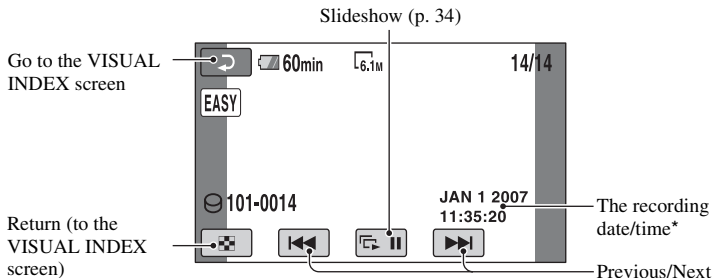 Slideshow (p. 34)
Go to the VISUAL
INDEX screen
60min
6.1M
14/14
EASY
101-0014
JAN 1 2007
11:35:20
The recording
date/time*
Return (to the
VISUAL INDEX
screen)
Previous/Next